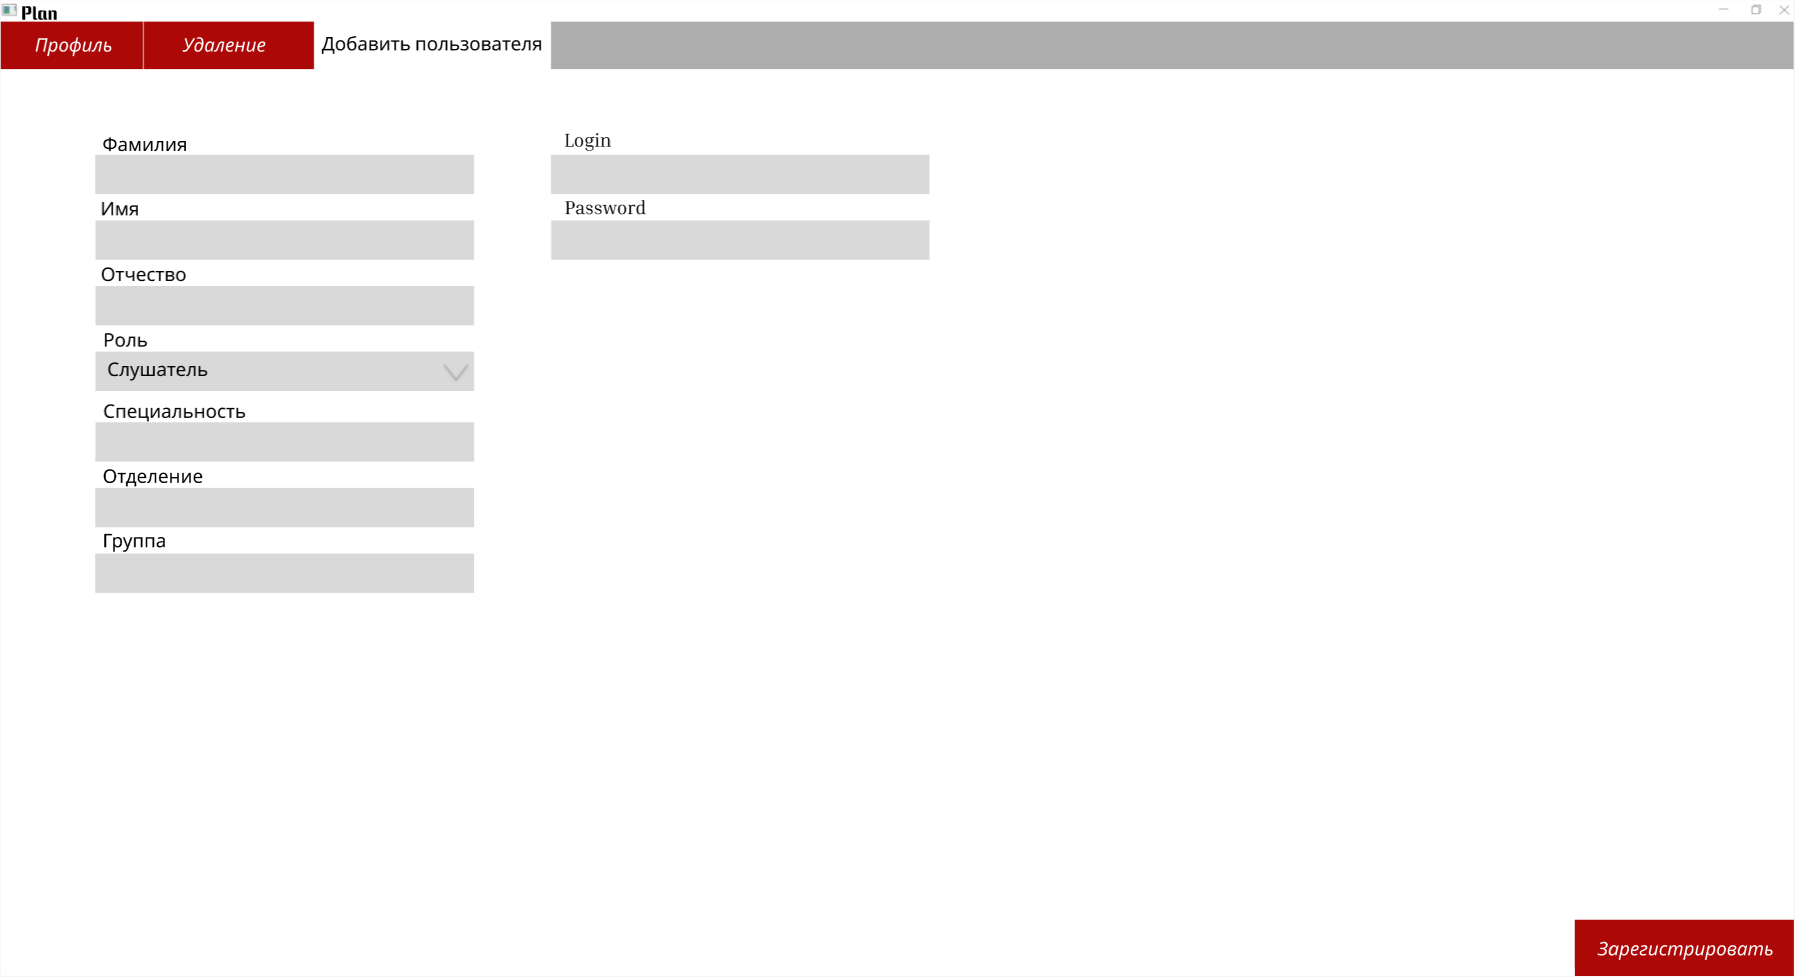 Plan
Профиль
Удаление
Добавить пользователя
Фамилия
Имя
Отчество
Роль
Слушатель
Специальность
Отделение
Группа
Login
Password
Зарегистрировать